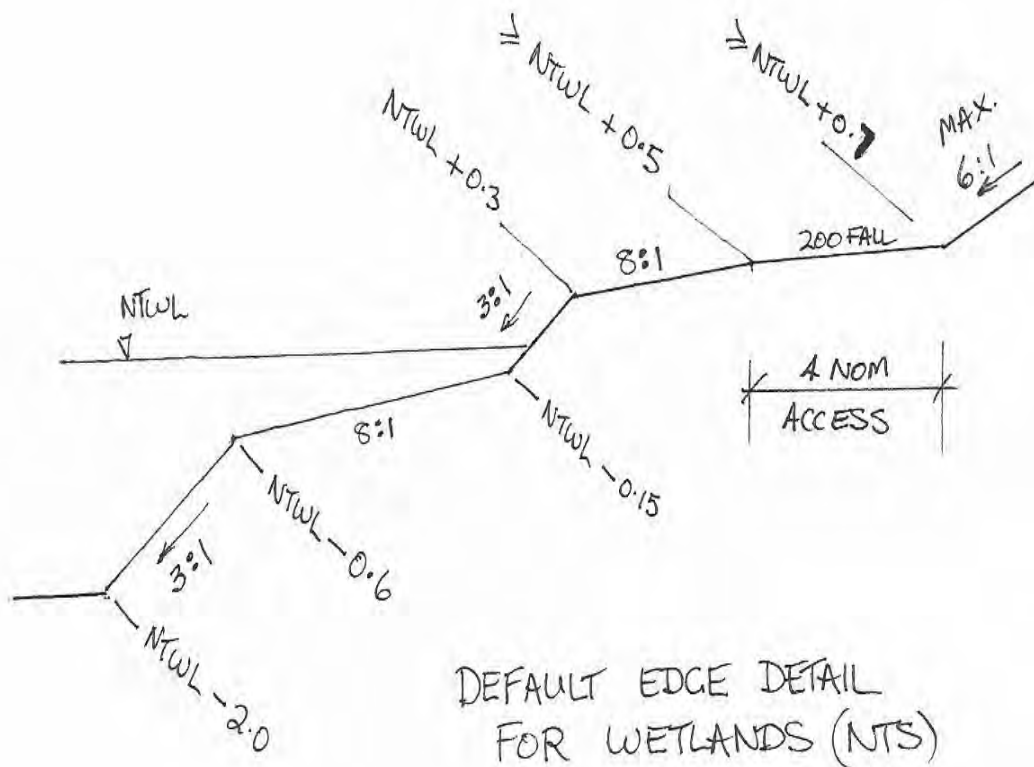 ≥ NTWL + 0.5
≥ NTWL + 0.7
NTWL + 0.3
MAX.
6:1
200 FALL
8:1
3:1
NTWL
4 NOM
ACCESS
8:1
NTWL - 0.15
NTWL - 0.6
3:1
NTWL - 2.0
DEFAULT EDGE DETAIL
FOR WETLANDS (NTS)